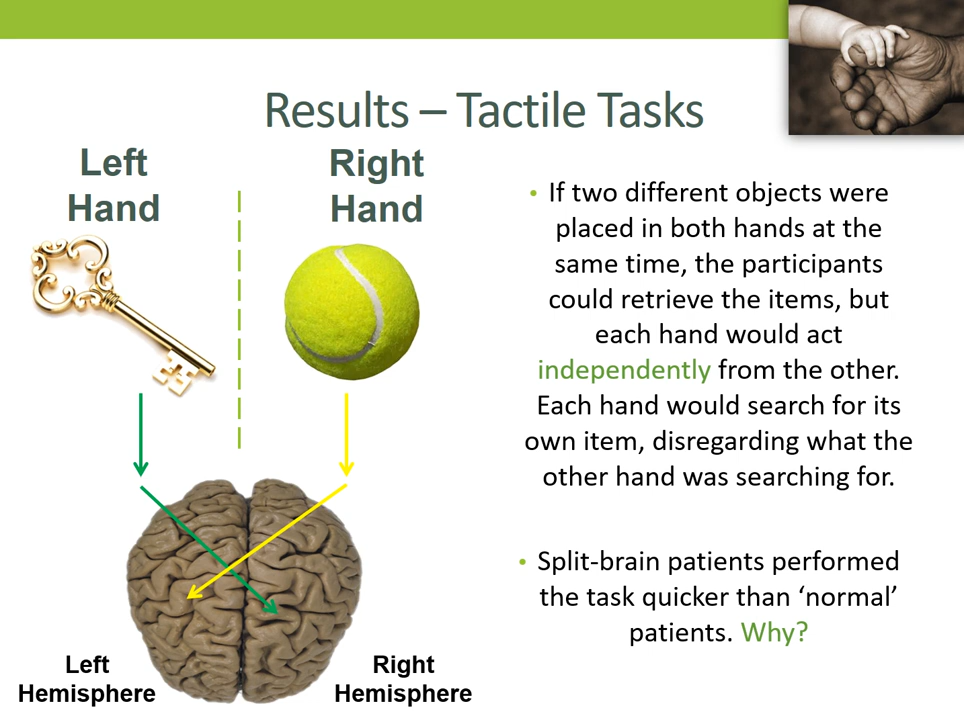 Results – Tactile Tasks
Left
Hand
Right
Hand
• If two different objects were
placed in both hands at the
same time, the participants
could retrieve the items, but
each hand would act
independently from the other.
Each hand would search for its
own item, disregarding what the
other hand was searching for.
• Split-brain patients performed
the task quicker than ‘normal’
patients. Why?
Left
Hemisphere
Right
Hemisphere